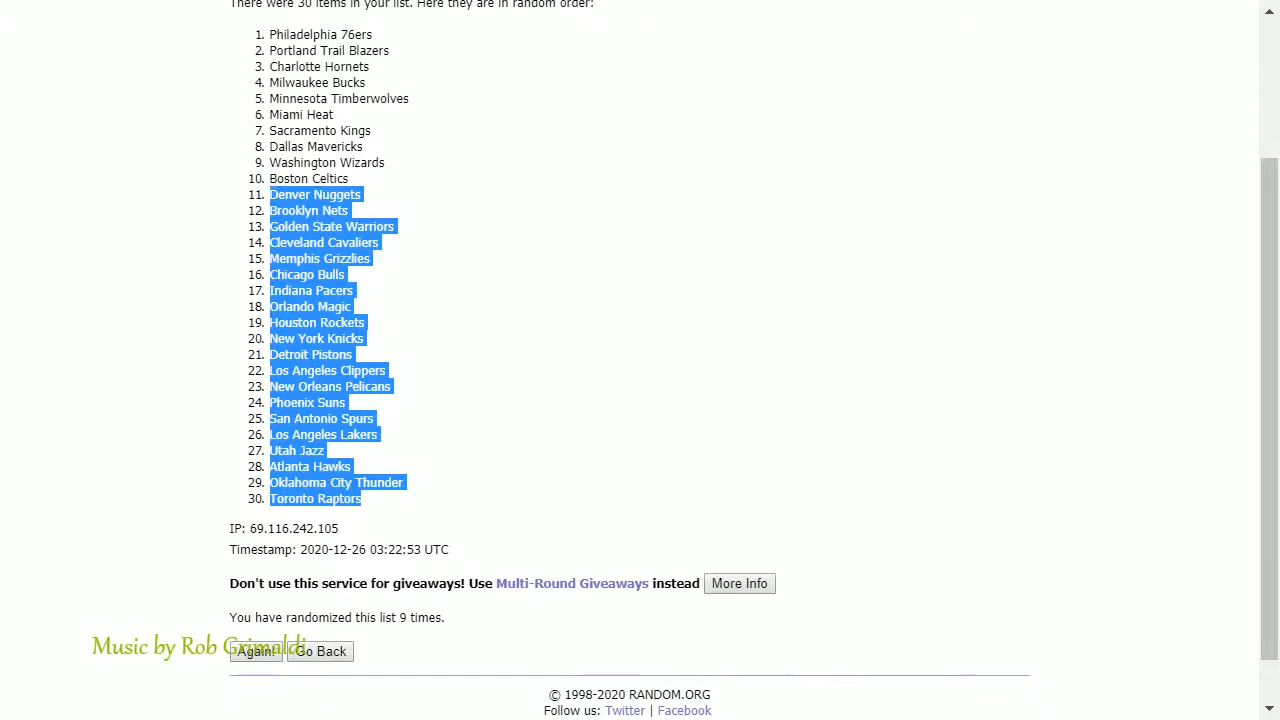 There were 30 items in your list. Here they are in random order:
1. Philadelphia 76ers
2. Portland Trail Blazers
3. Charlotte Hornets
4. Milwaukee Bucks
5. Minnesota Timberwolves
6. Miami Heat
7. Sacramento Kings
8. Dallas Mavericks
9. Washington Wizards
10. Boston Celtics
11. Denver Nuggets
12. Brooklyn Nets
13. Golden State Warriors
14. Cleveland Cavaliers
15. Memphis Grizzlies
16. Chicago Bulls
17. Indiana Pacers
18. Orlando Magic
19. Houston Rockets
20. New York Knicks
21. Detroit Pistons
22. Los Angeles Clippers
23. New Orleans Pelicans
24. Phoenix Suns
25. San Antonio Spurs
26. Los Angeles Lakers
27. Utah Jazz
28. Atlanta Hawks
29. Oklahoma City Thunder
30. Toronto Raptors
IP: 69.116.242.105
Timestamp: 2020-12-26 03:22:53 UTC
Don't use this service for giveaways! Use Multi-Round Giveaways instead More Info
You have randomized this list 9 times.
Music by Rob Grimaldi
Again! Go Back
© 1998-2020 RANDOM.ORG
Follow us: Twitter | Facebook